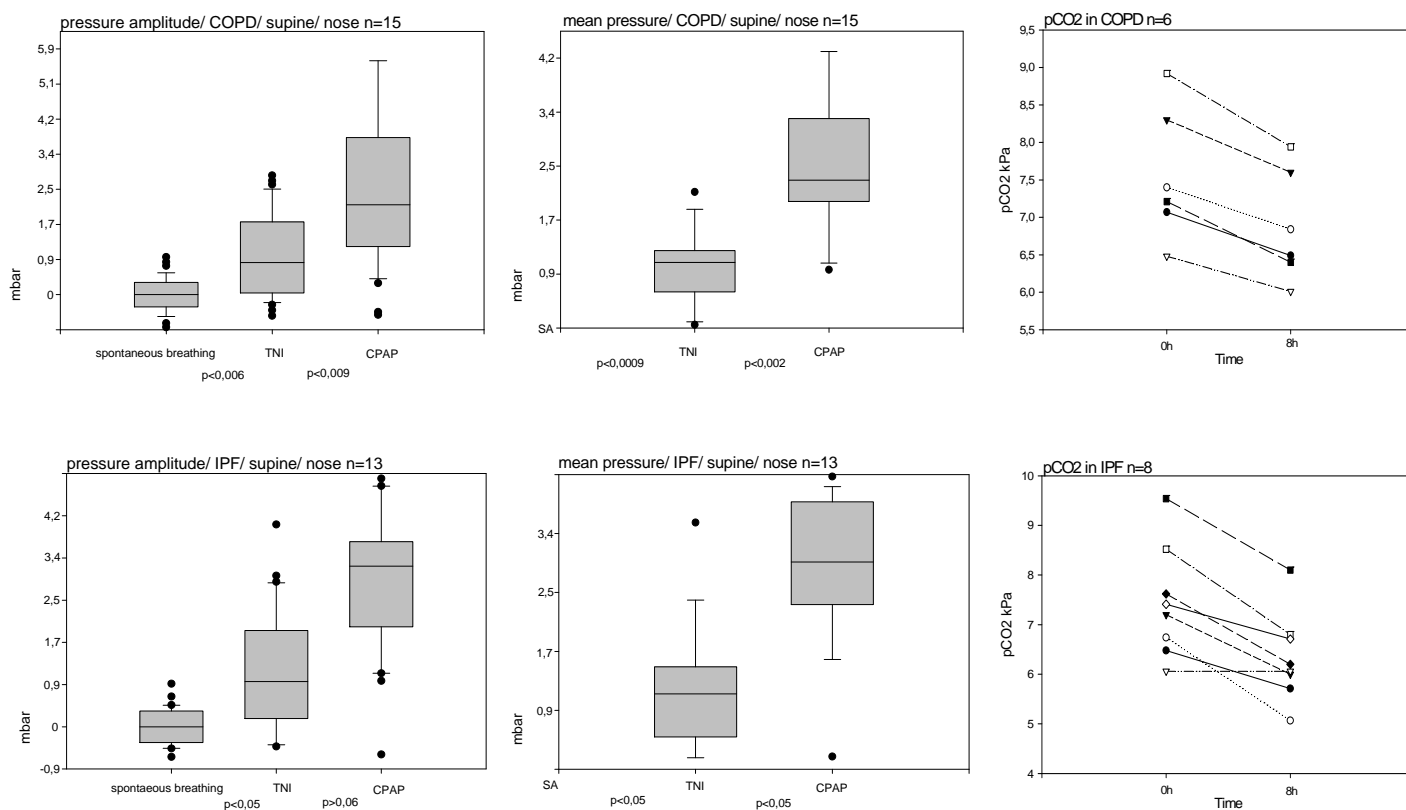 pressure amplitude/ COPD/ supine/ nose n=15
5,9
5,1
4,2
3,4
2,5
1,7
0,9
0
mbar
spontaneous breathing
TNI
CPAP
p<0,006
p<0,009
mean pressure/ COPD/ supine/ nose n=15
4,2
3,4
2,5
1,7
0,9
SA
mbar
TNI
CPAP
p<0,0009
p<0,002
pCO2 in COPD n=6
9,5
9,0
8,5
8,0
7,5
7,0
6,5
6,0
5,5
pCO2 kPa
0h
8h
Time
pressure amplitude/ IPF/ supine/ nose n=13
4,2
3,4
2,5
1,7
0,9
0
-0,9
mbar
spontaeous breathing
TNI
CPAP
p<0,05
p>0,06
mean pressure/ IPF/ supine/ nose n=13
3,4
2,5
1,7
0,9
mbar
SA
TNI
CPAP
p<0,05
p<0,05
pCO2 in IPF n=8
10
9
8
7
6
5
4
pCO2 kPa
0h
8h
Time